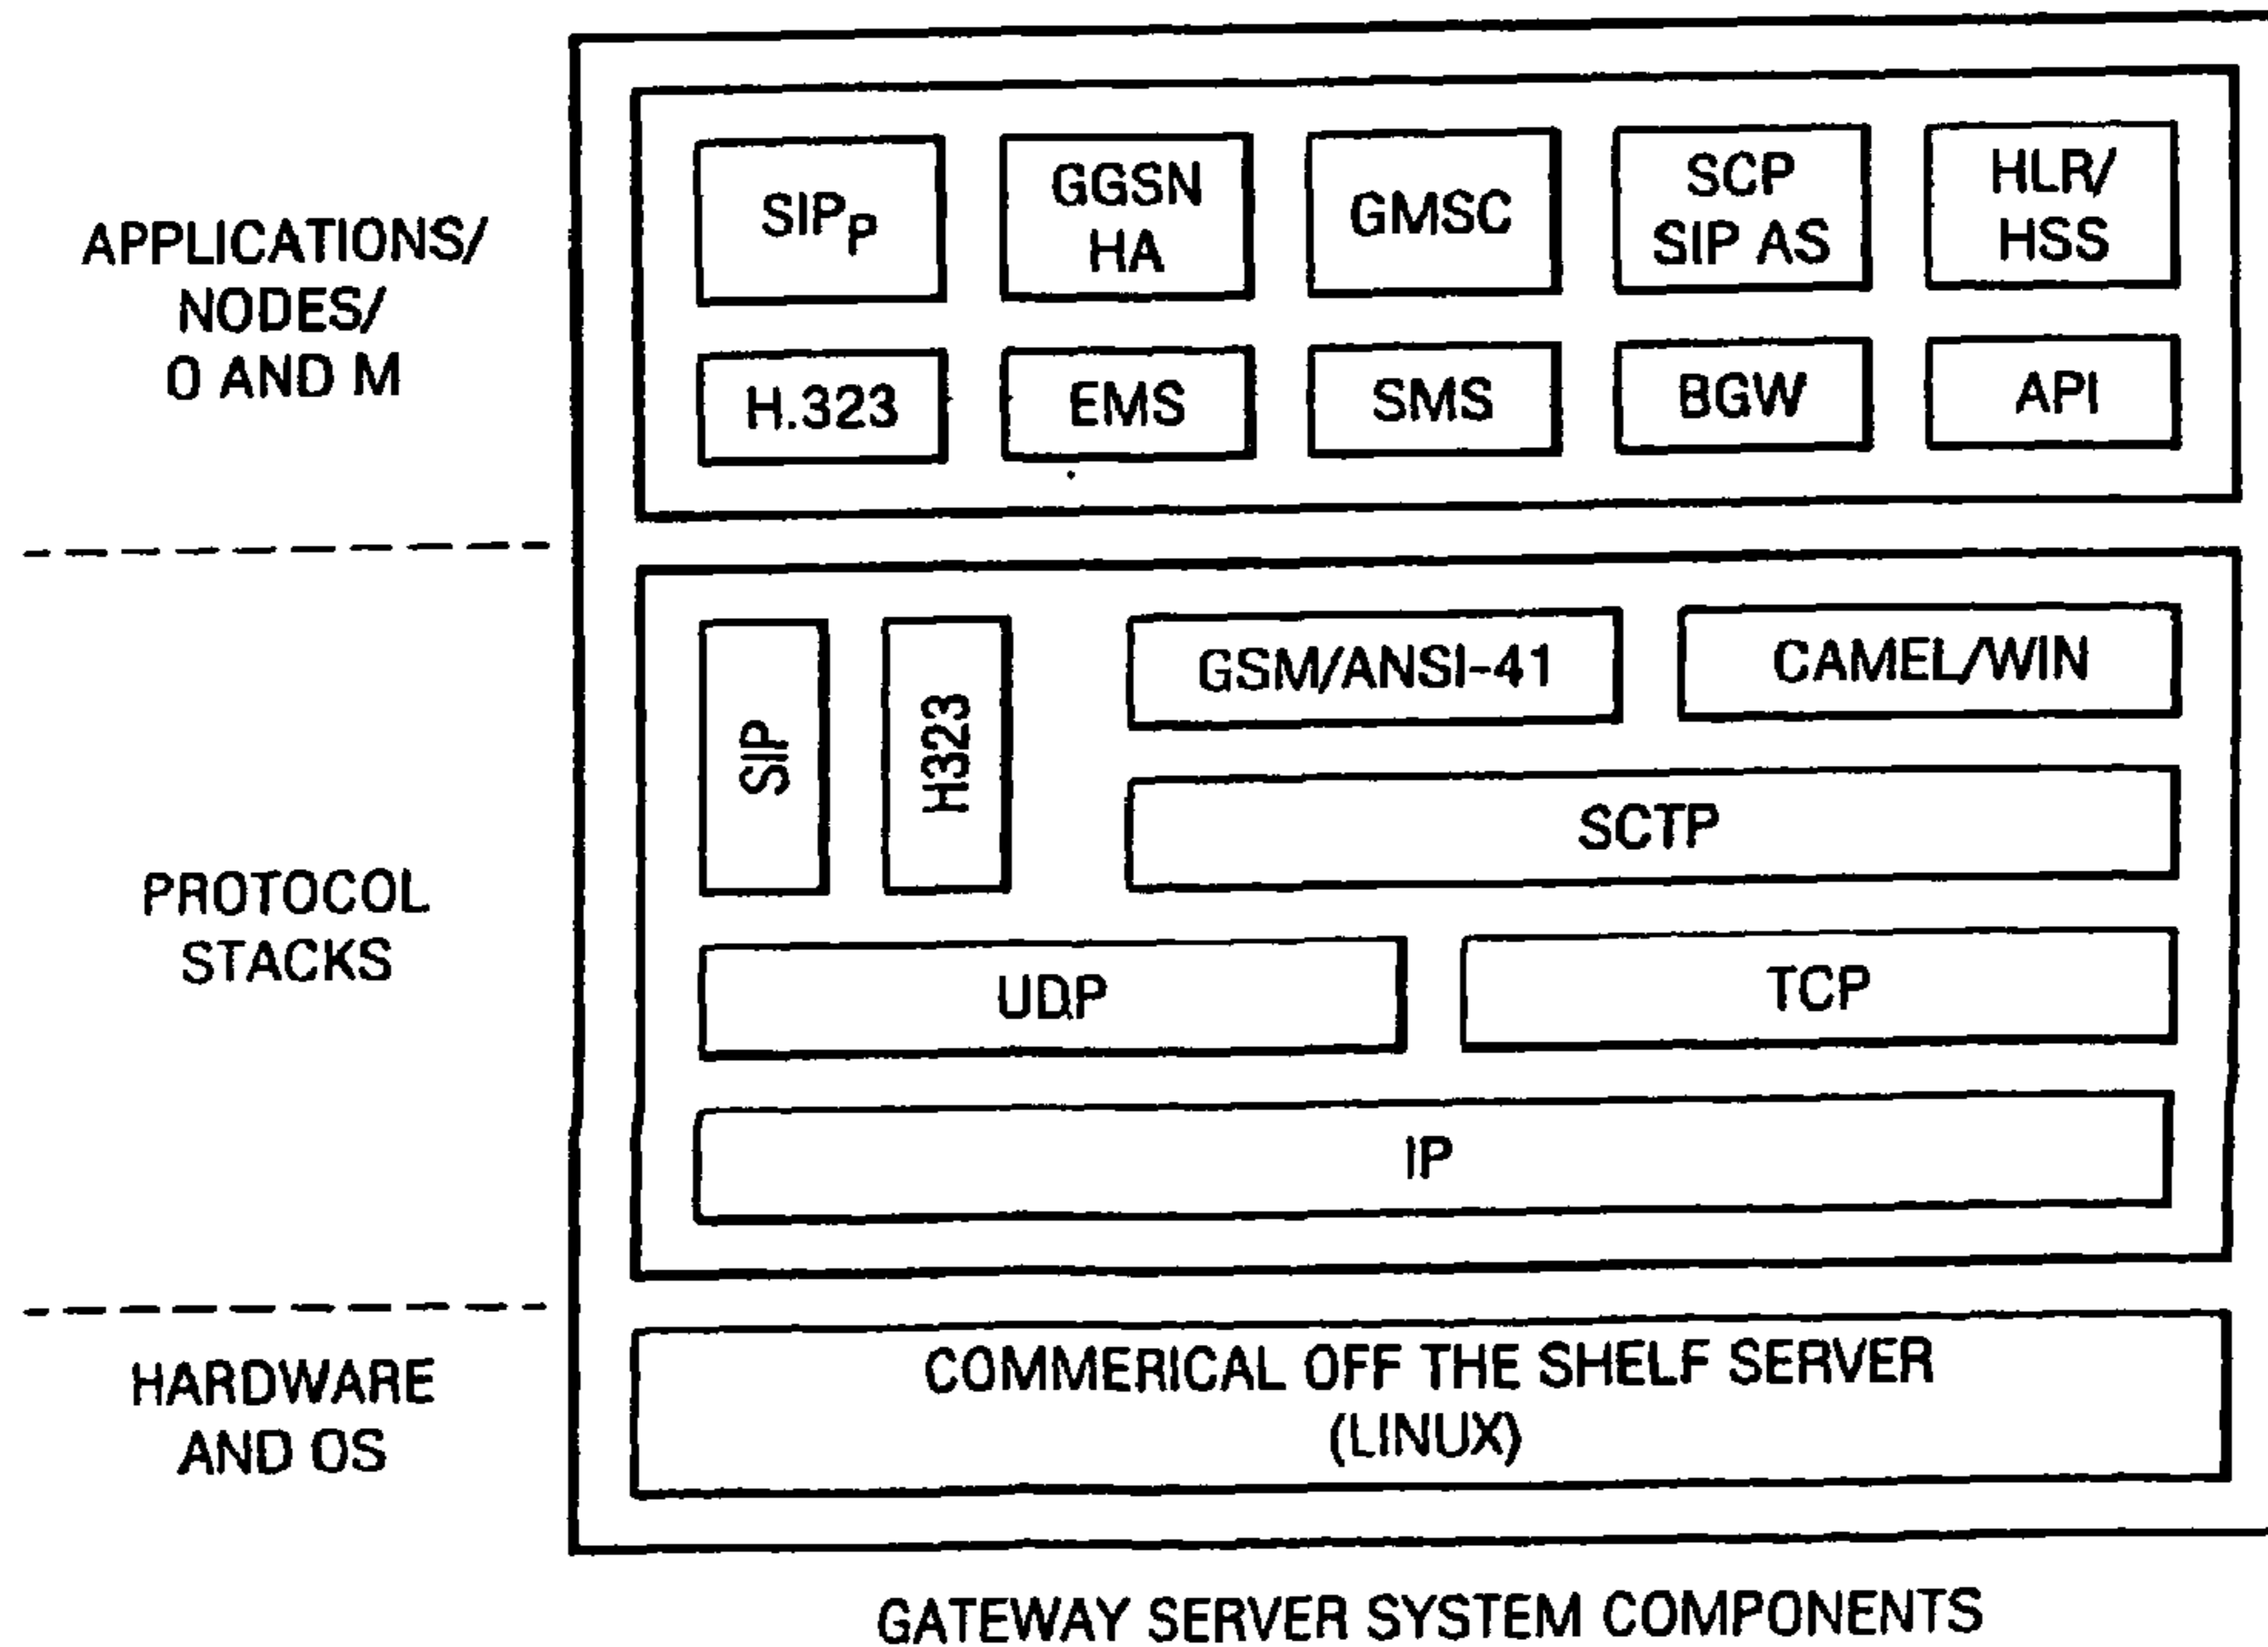 APPLICATIONS/
NODES/
O AND M
SIPP
GGSN
HA
GMSC
SCP
SIP AS
HLR/
HSS
H.323
EMS
SMS
BGW
API
PROTOCOL
STACKS
SIP
H323
GSM/ANSI-41
CAMEL/WIN
SCTP
UDP
TCP
IP
HARDWARE
AND OS
COMMERICAL OFF THE SHELF SERVER
(LINUX)
GATEWAY SERVER SYSTEM COMPONENTS